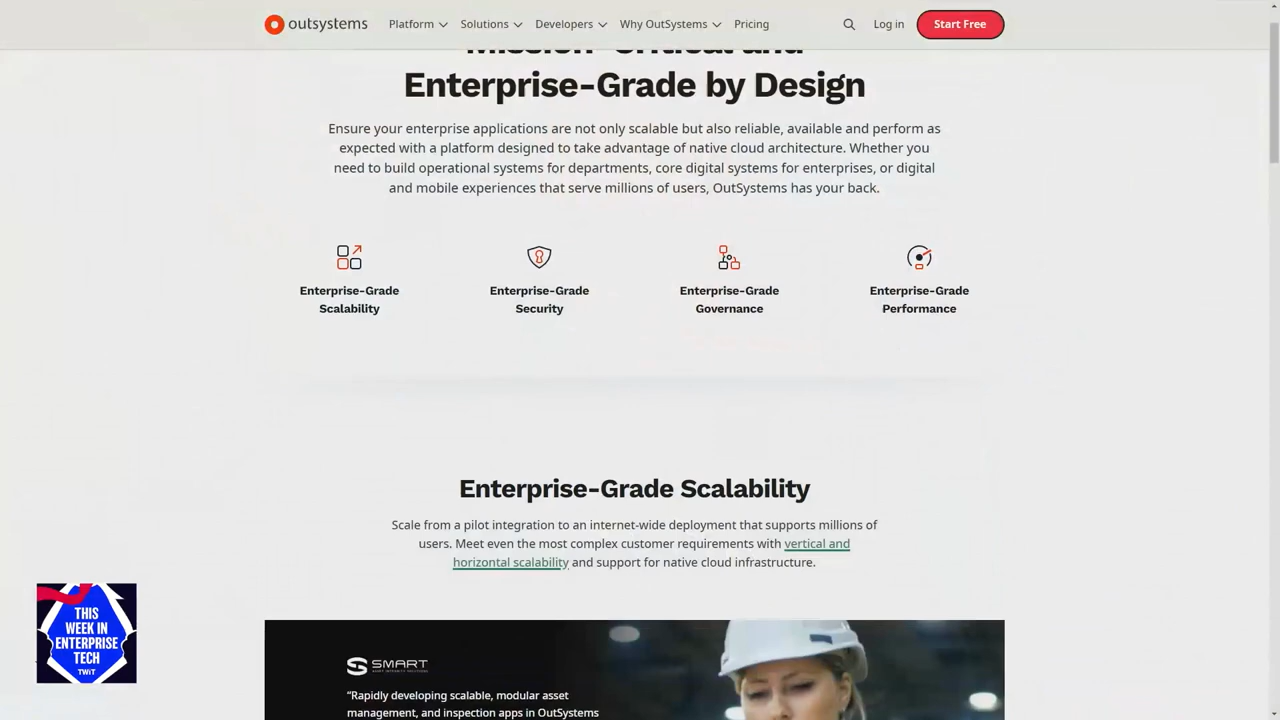 outsystems
Platform
Solutions
Developers
Why OutSystems
Pricing
Log in
Start Free
Mission-Critical and
Enterprise-Grade by Design
Ensure your enterprise applications are not only scalable but also reliable, available and perform as
expected with a platform designed to take advantage of native cloud architecture. Whether you
need to build operational systems for departments, core digital systems for enterprises, or digital
and mobile experiences that serve millions of users, OutSystems has your back.
Enterprise-Grade
Scalability
Enterprise-Grade
Security
Enterprise-Grade
Governance
Enterprise-Grade
Performance
Enterprise-Grade Scalability
Scale from a pilot integration to an internet-wide deployment that supports millions of
users. Meet even the most complex customer requirements with vertical and
horizontal scalability and support for native cloud infrastructure.
THIS
WEEK IN
ENTERPRISE
TECH
TWiT
SMART
“Rapidly developing scalable, modular asset
management, and inspection apps in OutSystems